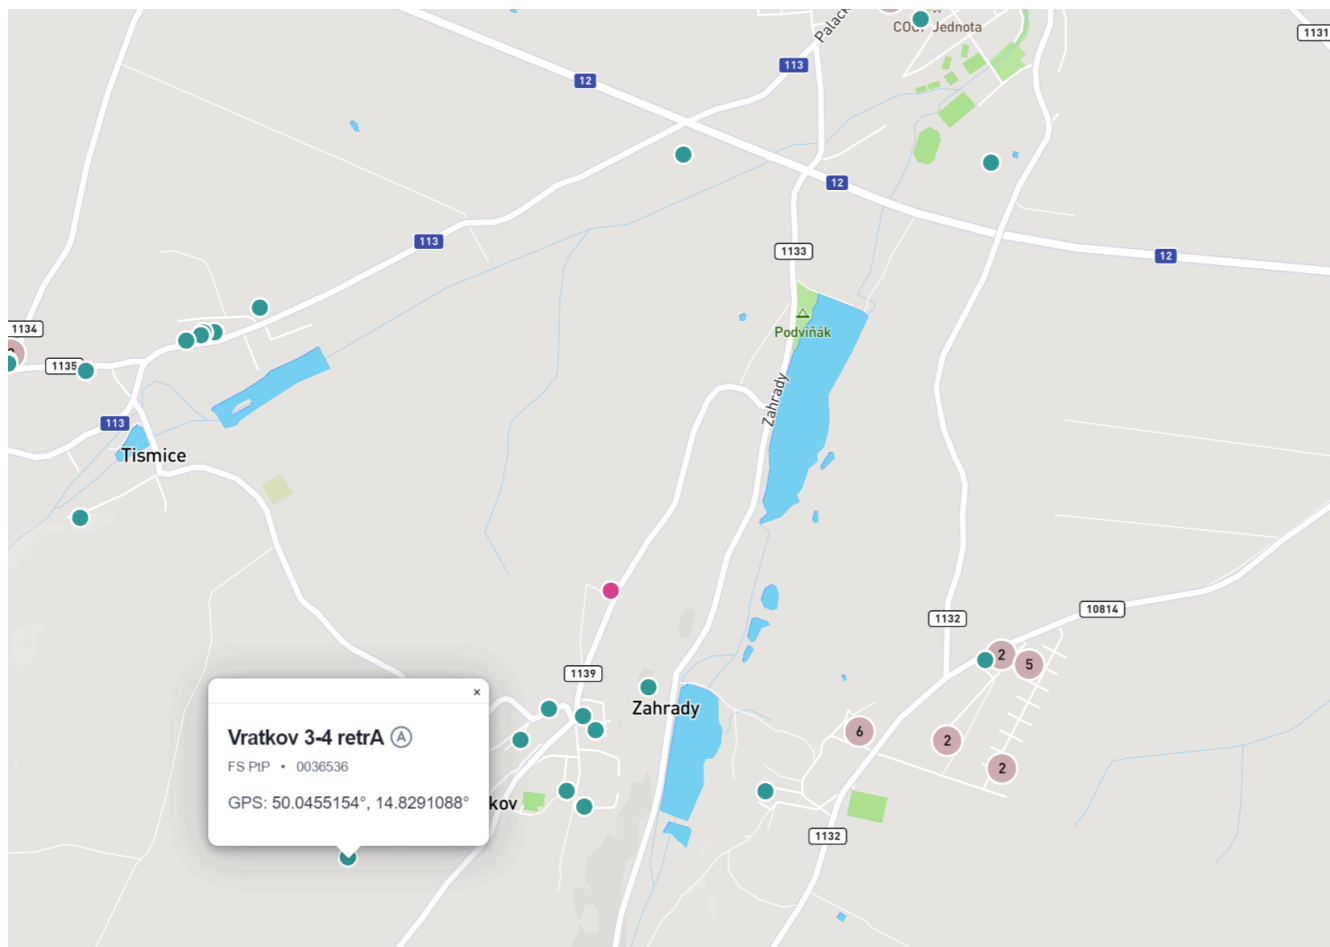 Palack
COOP Jednota
1131
113
12
12
113
1133
12
1134
Podviňák
1135
Zahrady
113
Tismice
10814
1132
2
5
1139
×
Zahrady
Vratkov 3-4 retrA Ⓐ
6
2
FS PtP • 0036536
2
GPS: 50.0455154°, 14.8291088°
kov
1132